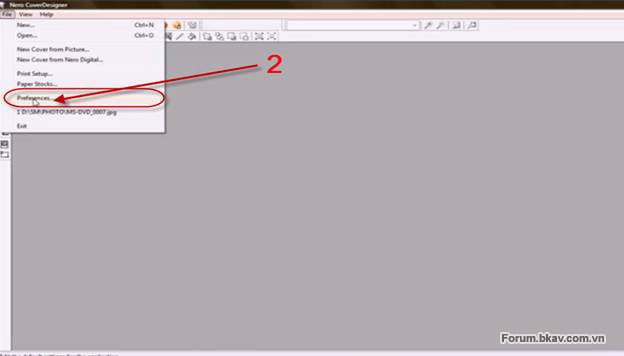 Nero CoverDesigner
File View Help
New... Ctrl+N
Open... Ctrl+O
New Cover from Picture...
New Cover from Nero Digital...
Print Setup...
Paper Stocks...
Preferences...
2
1 D:\SM\PHOTO\MS-DVD_0007.jpg
Exit
Forum.bkav.com.vn